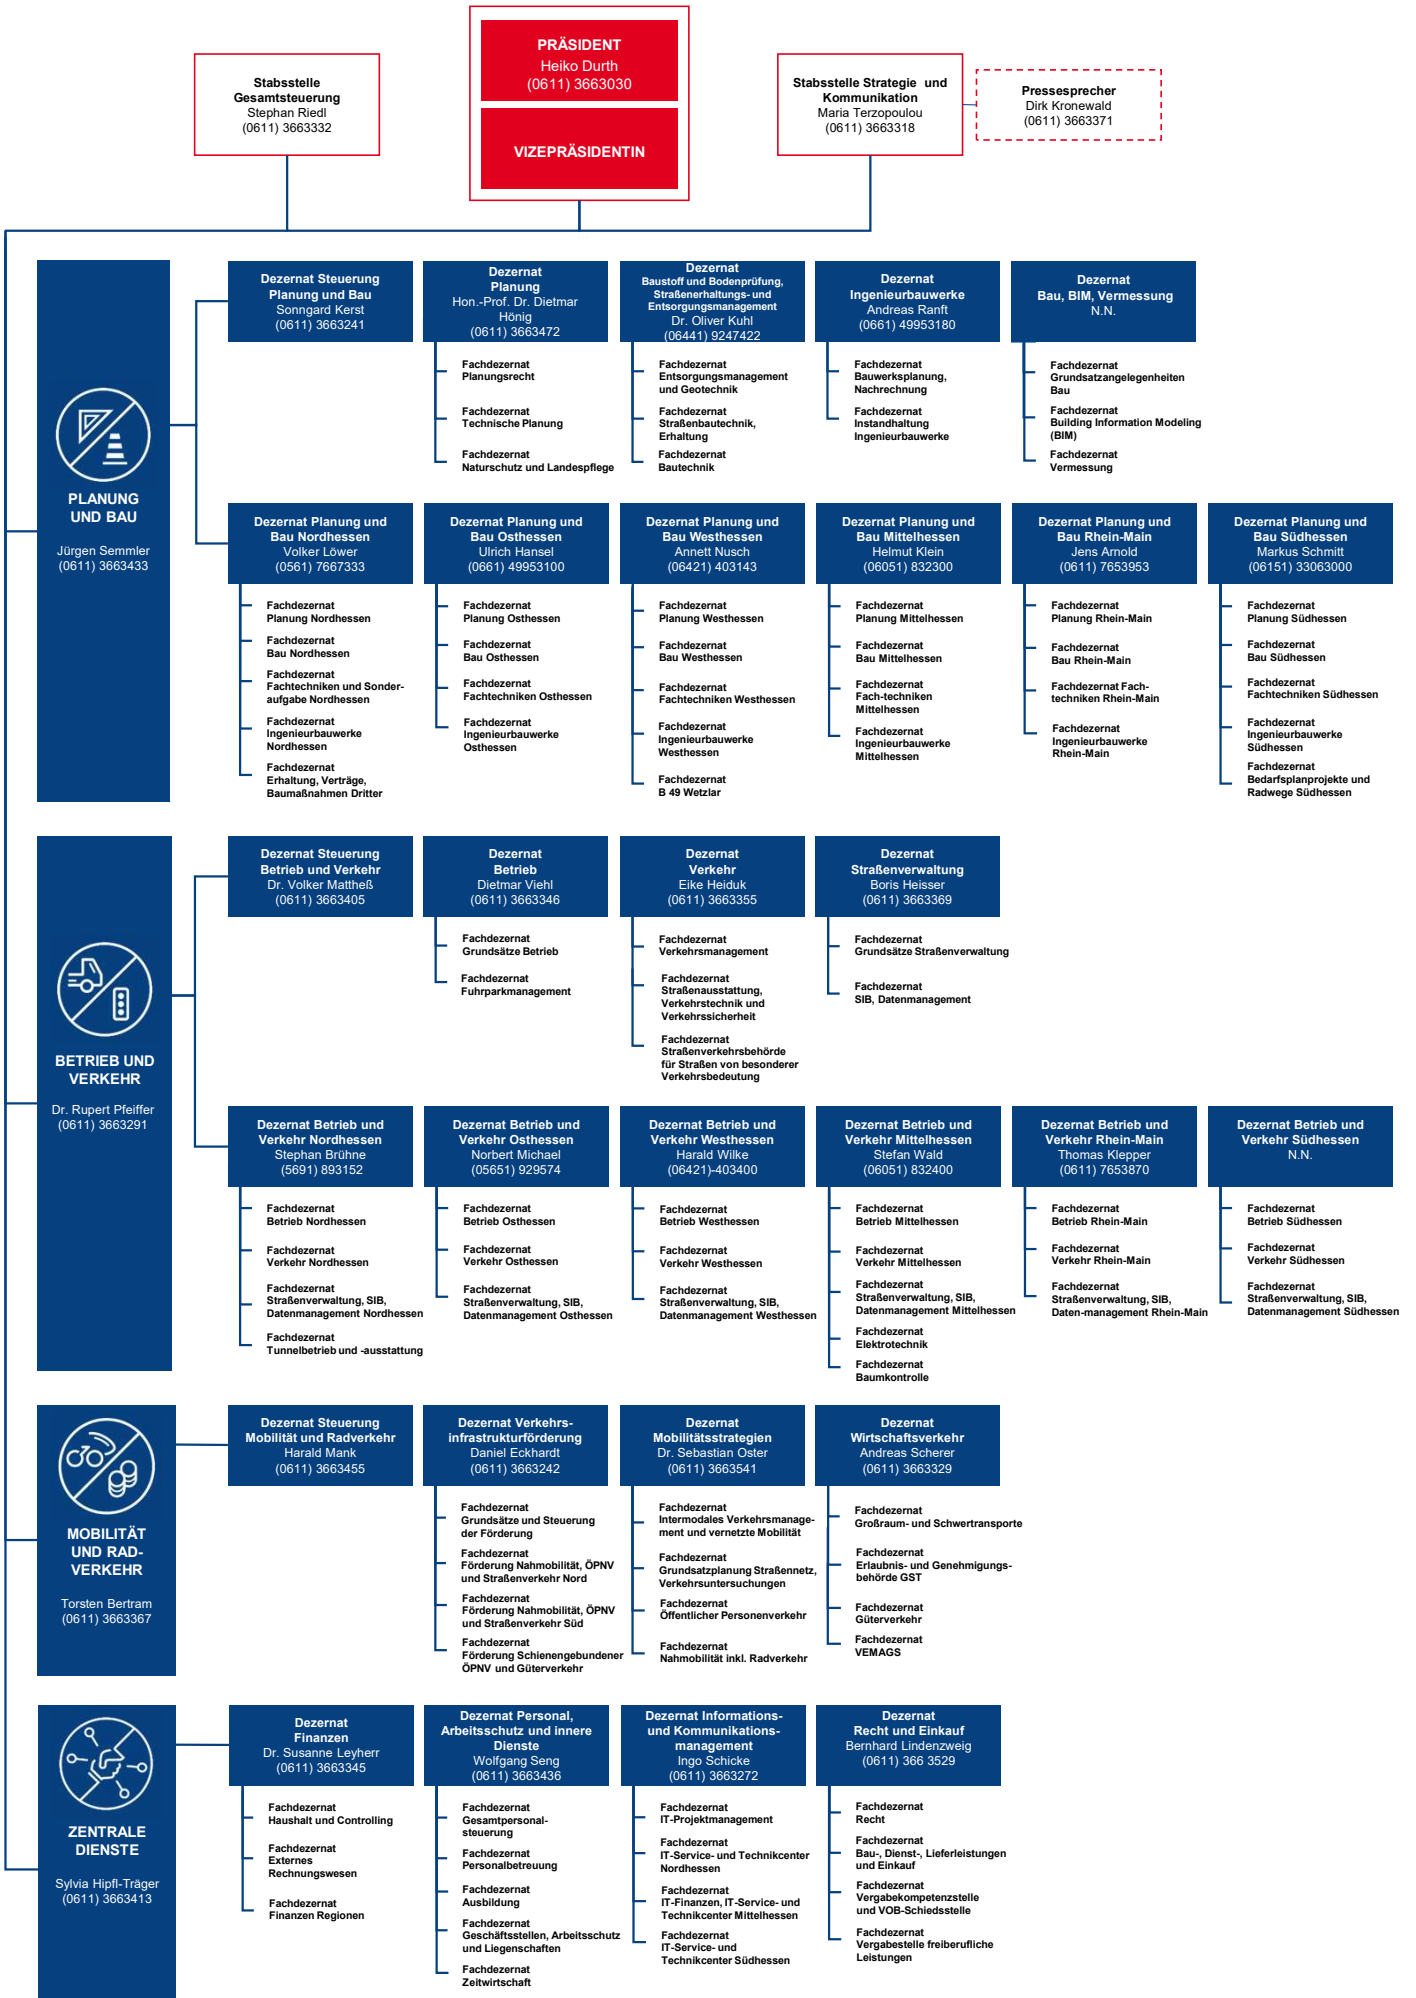 PRÄSIDENT
Heiko Durth
(0611) 3663030
VIZEPRÄSIDENTIN
Stabsstelle
Gesamtsteuerung
Stephan Riedl
(0611) 3663332
Stabsstelle Strategie und
Kommunikation
Maria Terzopoulou
(0611) 3663318
Pressesprecher
Dirk Kronewald
(0611) 3663371
PLANUNG
UND BAU
Jürgen Semmler
(0611) 3663433
Dezernat Steuerung
Planung und Bau
Sonngard Kerst
(0611) 3663241
Dezernat
Planung
Hon.-Prof. Dr. Dietmar
Hönig
(0611) 3663472
Fachdezernat
Planungsrecht
Fachdezernat
Technische Planung
Fachdezernat
Naturschutz und Landespflege
Dezernat
Baustoff und Bodenprüfung,
Straßenerhaltungs- und
Entsorgungsmanagement
Dr. Oliver Kuhl
(06441) 9247422
Fachdezernat
Entsorgungsmanagement
und Geotechnik
Fachdezernat
Straßenbautechnik,
Erhaltung
Fachdezernat
Bautechnik
Dezernat
Ingenieurbauwerke
Andreas Ranft
(0661) 49953180
Fachdezernat
Bauwerksplanung,
Nachrechnung
Fachdezernat
Instandhaltung
Ingenieurbauwerke
Dezernat
Bau, BIM, Vermessung
N.N.
Fachdezernat
Grundsatzangelegenheiten
Bau
Fachdezernat
Building Information Modeling
(BIM)
Fachdezernat
Vermessung
Dezernat Planung und
Bau Nordhessen
Volker Löwer
(0561) 7667333
Fachdezernat
Planung Nordhessen
Fachdezernat
Bau Nordhessen
Fachdezernat
Fachtechniken und Sonder-
aufgabe Nordhessen
Fachdezernat
Ingenieurbauwerke
Nordhessen
Fachdezernat
Erhaltung, Verträge,
Baumaßnahmen Dritter
Dezernat Planung und
Bau Osthessen
Ulrich Hansel
(0661) 49953100
Fachdezernat
Planung Osthessen
Fachdezernat
Bau Osthessen
Fachdezernat
Fachtechniken Osthessen
Fachdezernat
Ingenieurbauwerke
Osthessen
Dezernat Planung und
Bau Westhessen
Annett Nusch
(06421) 403143
Fachdezernat
Planung Westhessen
Fachdezernat
Bau Westhessen
Fachdezernat
Fachtechniken Westhessen
Fachdezernat
Ingenieurbauwerke
Westhessen
Fachdezernat
B 49 Wetzlar
Dezernat Planung und
Bau Mittelhessen
Helmut Klein
(06051) 832300
Fachdezernat
Planung Mittelhessen
Fachdezernat
Bau Mittelhessen
Fachdezernat
Fach-techniken
Mittelhessen
Fachdezernat
Ingenieurbauwerke
Mittelhessen
Dezernat Planung und
Bau Rhein-Main
Jens Arnold
(0611) 7653953
Fachdezernat
Planung Rhein-Main
Fachdezernat
Bau Rhein-Main
Fachdezernat Fach-
techniken Rhein-Main
Fachdezernat
Ingenieurbauwerke
Rhein-Main
Dezernat Planung und
Bau Südhessen
Markus Schmitt
(06151) 33063000
Fachdezernat
Planung Südhessen
Fachdezernat
Bau Südhessen
Fachdezernat
Fachtechniken Südhessen
Fachdezernat
Ingenieurbauwerke
Südhessen
Fachdezernat
Bedarfsplanprojekte und
Radwege Südhessen
BETRIEB UND
VERKEHR
Dr. Rupert Pfeiffer
(0611) 3663291
Dezernat Steuerung
Betrieb und Verkehr
Dr. Volker Mattheß
(0611) 3663405
Dezernat
Betrieb
Dietmar Viehl
(0611) 3663346
Fachdezernat
Grundsätze Betrieb
Fachdezernat
Fuhrparkmanagement
Dezernat
Verkehr
Eike Heiduk
(0611) 3663355
Fachdezernat
Verkehrsmanagement
Fachdezernat
Straßenausstattung,
Verkehrstechnik und
Verkehrssicherheit
Fachdezernat
Straßenverkehrsbehörde
für Straßen von besonderer
Verkehrsbedeutung
Dezernat
Straßenverwaltung
Boris Heisser
(0611) 3663369
Fachdezernat
Grundsätze Straßenverwaltung
Fachdezernat
SIB, Datenmanagement
Dezernat Betrieb und
Verkehr Nordhessen
Stephan Brühne
(5691) 893152
Fachdezernat
Betrieb Nordhessen
Fachdezernat
Verkehr Nordhessen
Fachdezernat
Straßenverwaltung, SIB,
Datenmanagement Nordhessen
Fachdezernat
Tunnelbetrieb und -ausstattung
Dezernat Betrieb und
Verkehr Osthessen
Norbert Michael
(05651) 929574
Fachdezernat
Betrieb Osthessen
Fachdezernat
Verkehr Osthessen
Fachdezernat
Straßenverwaltung, SIB,
Datenmanagement Osthessen
Dezernat Betrieb und
Verkehr Westhessen
Harald Wilke
(06421)-403400
Fachdezernat
Betrieb Westhessen
Fachdezernat
Verkehr Westhessen
Fachdezernat
Straßenverwaltung, SIB,
Datenmanagement Westhessen
Dezernat Betrieb und
Verkehr Mittelhessen
Stefan Wald
(06051) 832400
Fachdezernat
Betrieb Mittelhessen
Fachdezernat
Verkehr Mittelhessen
Fachdezernat
Straßenverwaltung, SIB,
Datenmanagement Mittelhessen
Fachdezernat
Elektrotechnik
Fachdezernat
Baumkontrolle
Dezernat Betrieb und
Verkehr Rhein-Main
Thomas Klepper
(0611) 7653870
Fachdezernat
Betrieb Rhein-Main
Fachdezernat
Verkehr Rhein-Main
Fachdezernat
Straßenverwaltung, SIB,
Daten-management Rhein-Main
Dezernat Betrieb und
Verkehr Südhessen
N.N.
Fachdezernat
Betrieb Südhessen
Fachdezernat
Verkehr Südhessen
Fachdezernat
Straßenverwaltung, SIB,
Datenmanagement Südhessen
MOBILITÄT
UND RAD-
VERKEHR
Torsten Bertram
(0611) 3663367
Dezernat Steuerung
Mobilität und Radverkehr
Harald Mank
(0611) 3663455
Dezernat Verkehrs-
infrastrukturförderung
Daniel Eckhardt
(0611) 3663242
Fachdezernat
Grundsätze und Steuerung
der Förderung
Fachdezernat
Förderung Nahmobilität, ÖPNV
und Straßenverkehr Nord
Fachdezernat
Förderung Nahmobilität, ÖPNV
und Straßenverkehr Süd
Fachdezernat
Förderung Schienengebundener
ÖPNV und Güterverkehr
Dezernat
Mobilitätsstrategien
Dr. Sebastian Oster
(0611) 3663541
Fachdezernat
Intermodales Verkehrsmanage-
ment und vernetzte Mobilität
Fachdezernat
Grundsatzplanung Straßennetz,
Verkehrsuntersuchungen
Fachdezernat
Öffentlicher Personenverkehr
Fachdezernat
Nahmobilität inkl. Radverkehr
Dezernat
Wirtschaftsverkehr
Andreas Scherer
(0611) 3663329
Fachdezernat
Großraum- und Schwertransporte
Fachdezernat
Erlaubnis- und Genehmigungs-
behörde GST
Fachdezernat
Güterverkehr
Fachdezernat
VEMAGS
ZENTRALE
DIENSTE
Sylvia Hipfl-Träger
(0611) 3663413
Dezernat
Finanzen
Dr. Susanne Leyherr
(0611) 3663345
Fachdezernat
Haushalt und Controlling
Fachdezernat
Externes
Rechnungswesen
Fachdezernat
Finanzen Regionen
Dezernat Personal,
Arbeitsschutz und innere
Dienste
Wolfgang Seng
(0611) 3663436
Fachdezernat
Gesamtpersonal-
steuerung
Fachdezernat
Personalbetreuung
Fachdezernat
Ausbildung
Fachdezernat
Geschäftsstellen, Arbeitsschutz
und Liegenschaften
Fachdezernat
Zeitwirtschaft
Dezernat Informations-
und Kommunikations-
management
Ingo Schicke
(0611) 3663272
Fachdezernat
IT-Projektmanagement
Fachdezernat
IT-Service- und Technikcenter
Nordhessen
Fachdezernat
IT-Finanzen, IT-Service- und
Technikcenter Mittelhessen
Fachdezernat
IT-Service- und
Technikcenter Südhessen
Dezernat
Recht und Einkauf
Bernhard Lindenzweig
(0611) 366 3529
Fachdezernat
Recht
Fachdezernat
Bau-, Dienst-, Lieferleistungen
und Einkauf
Fachdezernat
Vergabekompetenzstelle
und VOB-Schiedsstelle
Fachdezernat
Vergabestelle freiberufliche
Leistungen